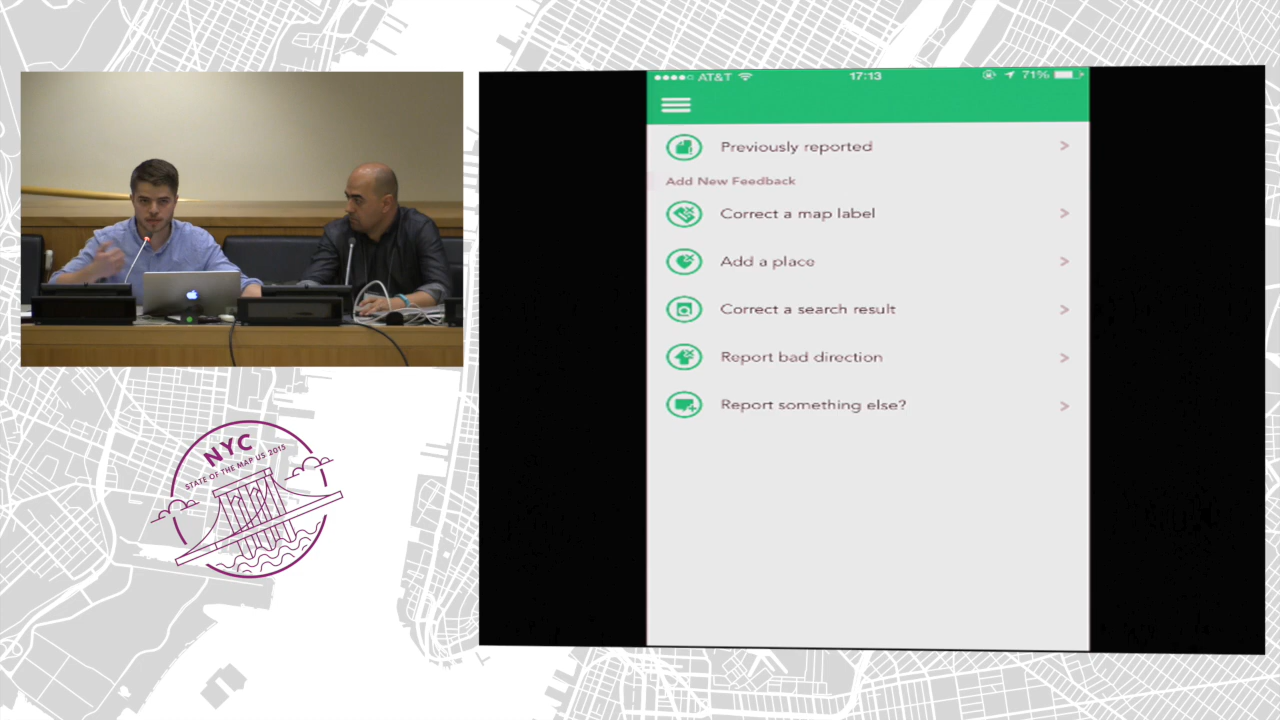 AT&T 17:13 71%
Previously reported
Add New Feedback
Correct a map label
Add a place
Correct a search result
Report bad direction
Report something else?
NYC
STATE OF THE MAP US 2015